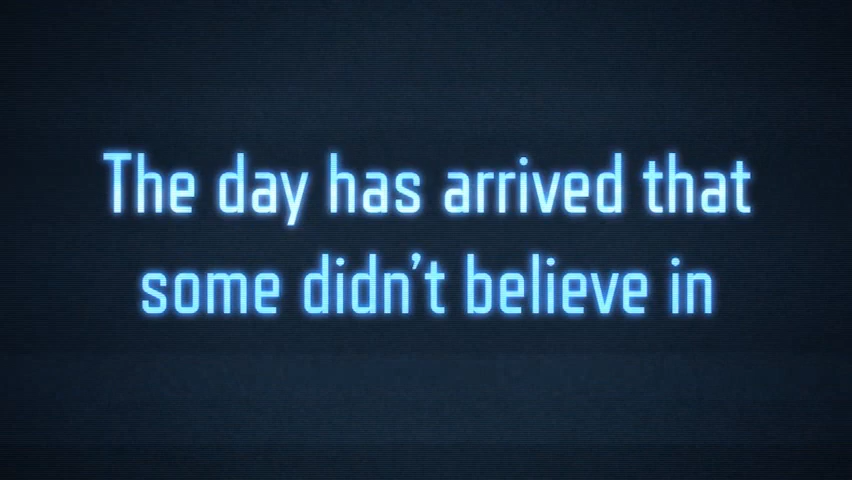 The day has arrived that
some didn’t believe in